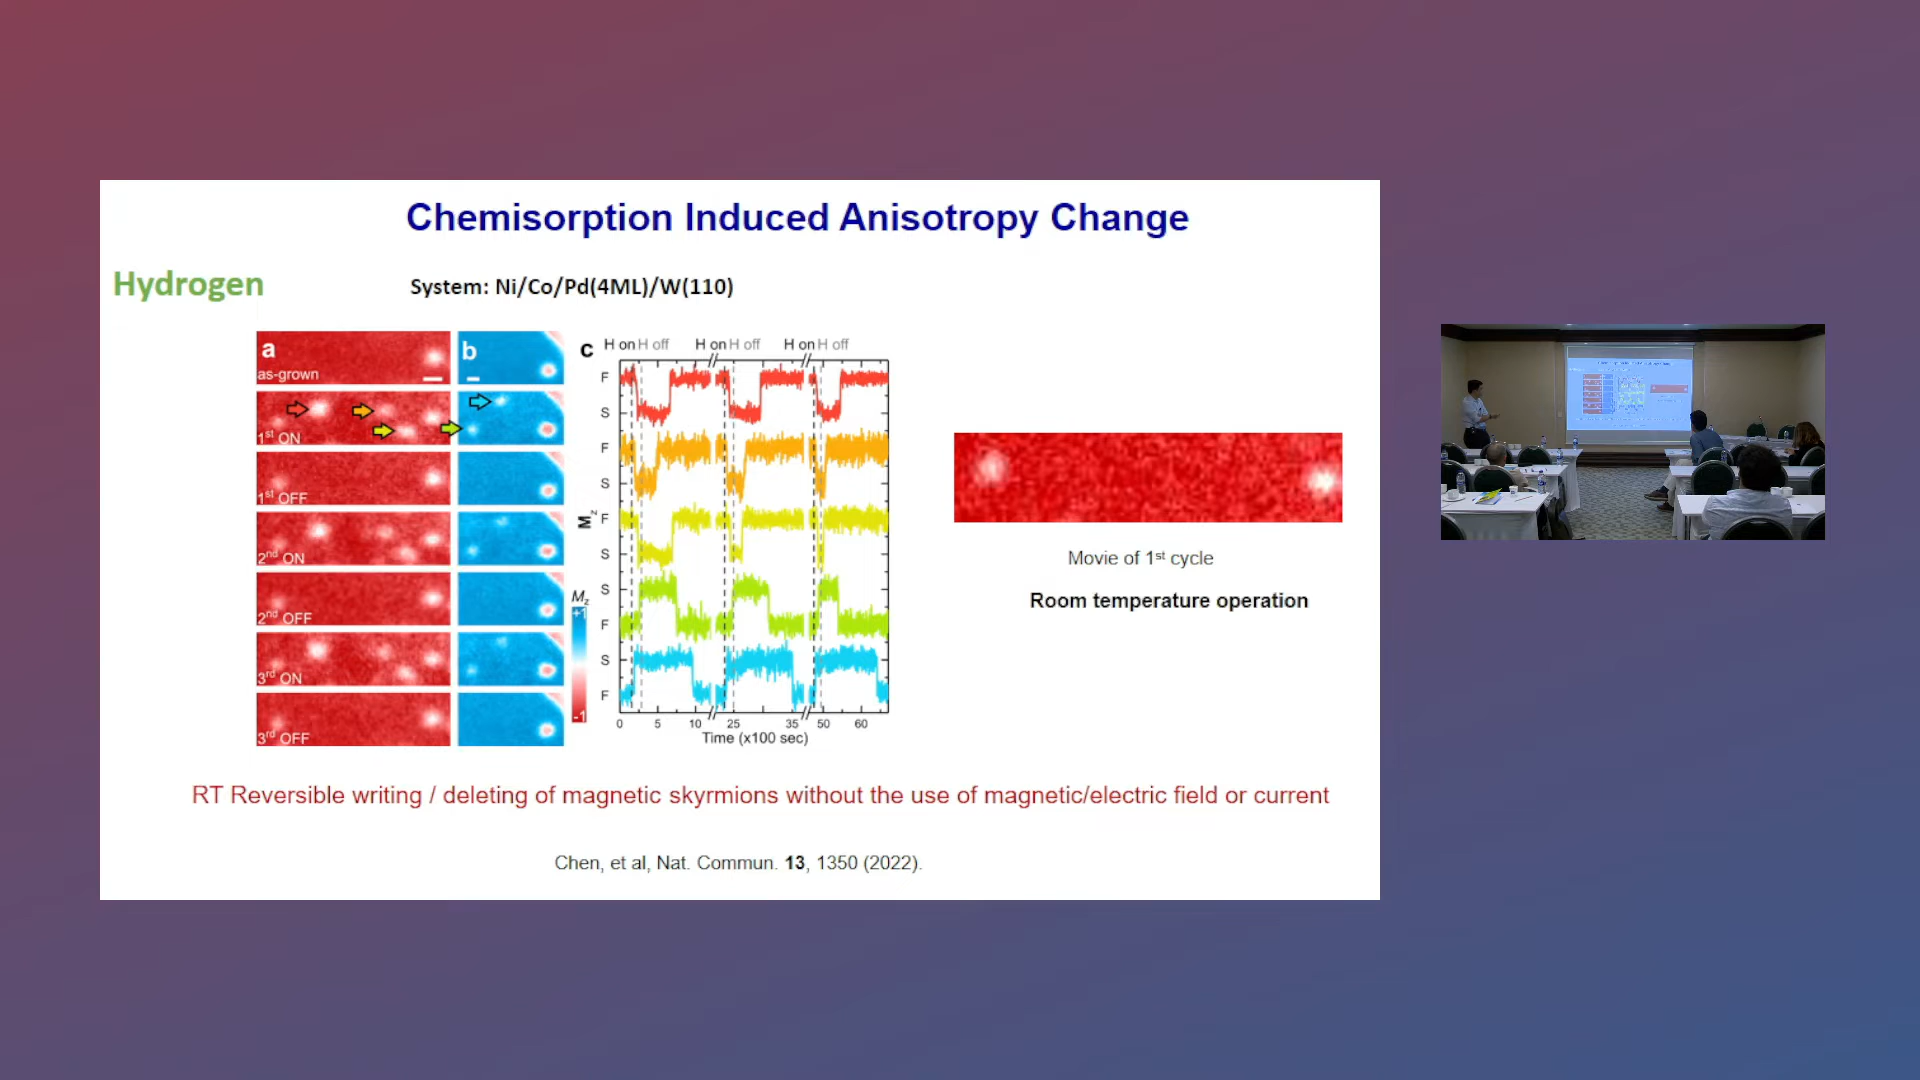 Chemisorption Induced Anisotropy Change
Hydrogen
System: Ni/Co/Pd(4ML)/W(110)
a
as-grown
1st ON
1st OFF
2nd ON
2nd OFF
3rd ON
3rd OFF
b
Mz
+1
-1
c
H on H off H on H off H on H off
F
S
F
S
Mz F
S
S
F
S
F
0 5 10 25 35 50 60
Time (x100 sec)
Movie of 1st cycle
Room temperature operation
RT Reversible writing / deleting of magnetic skyrmions without the use of magnetic/electric field or current
Chen, et al, Nat. Commun. 13, 1350 (2022).